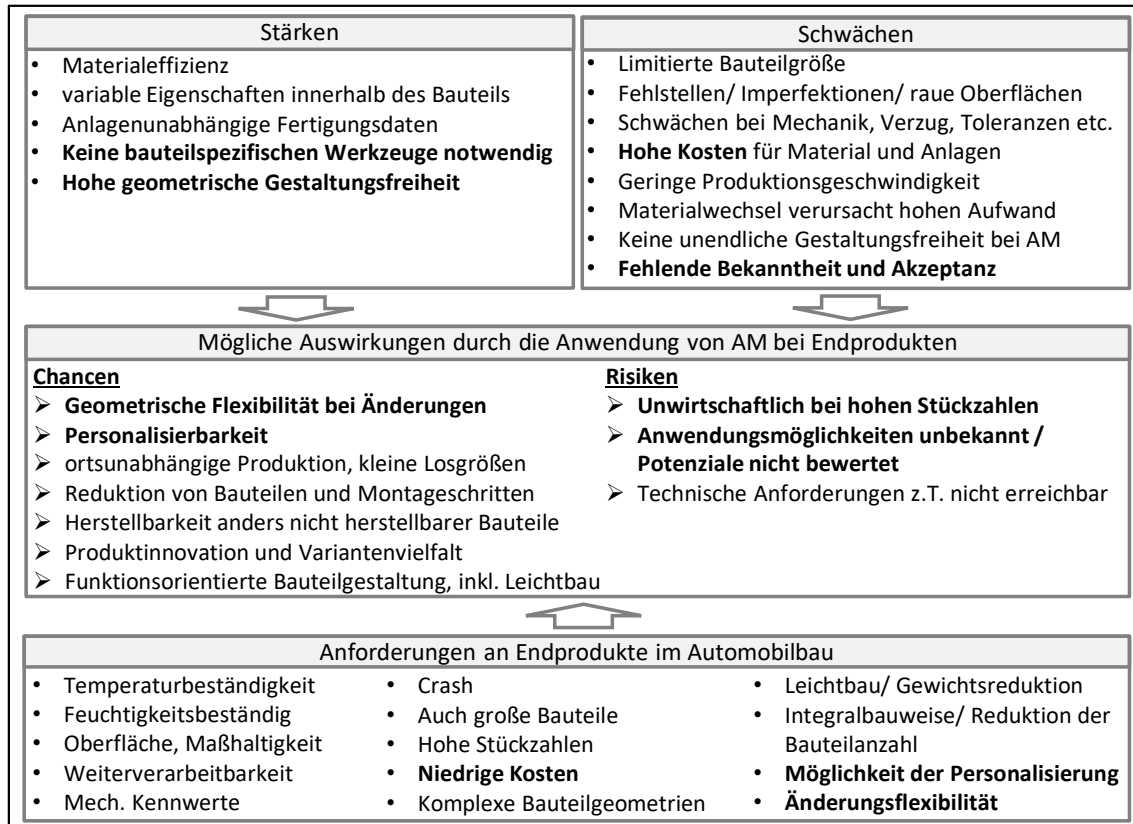 Stärken
• Materialeffizienz
• variable Eigenschaften innerhalb des Bauteils
• Anlagenunabhängige Fertigungsdaten
• Keine bauteilspezifischen Werkzeuge notwendig
• Hohe geometrische Gestaltungsfreiheit
Schwächen
• Limitierte Bauteilgröße
• Fehlstellen/ Imperfektionen/ raue Oberflächen
• Schwächen bei Mechanik, Verzug, Toleranzen etc.
• Hohe Kosten für Material und Anlagen
• Geringe Produktionsgeschwindigkeit
• Materialwechsel verursacht hohen Aufwand
• Keine unendliche Gestaltungsfreiheit bei AM
• Fehlende Bekanntheit und Akzeptanz
Mögliche Auswirkungen durch die Anwendung von AM bei Endprodukten
Chancen
➢ Geometrische Flexibilität bei Änderungen
➢ Personalisierbarkeit
➢ ortsunabhängige Produktion, kleine Losgrößen
➢ Reduktion von Bauteilen und Montageschritten
➢ Herstellbarkeit anders nicht herstellbarer Bauteile
➢ Produktinnovation und Variantenvielfalt
➢ Funktionsorientierte Bauteilgestaltung, inkl. Leichtbau
Risiken
➢ Unwirtschaftlich bei hohen Stückzahlen
➢ Anwendungsmöglichkeiten unbekannt /
Potenziale nicht bewertet
➢ Technische Anforderungen z.T. nicht erreichbar
Anforderungen an Endprodukte im Automobilbau
• Temperaturbeständigkeit
• Feuchtigkeitsbeständig
• Oberfläche, Maßhaltigkeit
• Weiterverarbeitbarkeit
• Mech. Kennwerte
• Crash
• Auch große Bauteile
• Hohe Stückzahlen
• Niedrige Kosten
• Komplexe Bauteilgeometrien
• Leichtbau/ Gewichtsreduktion
• Integralbauweise/ Reduktion der
Bauteilanzahl
• Möglichkeit der Personalisierung
• Änderungsflexibilität